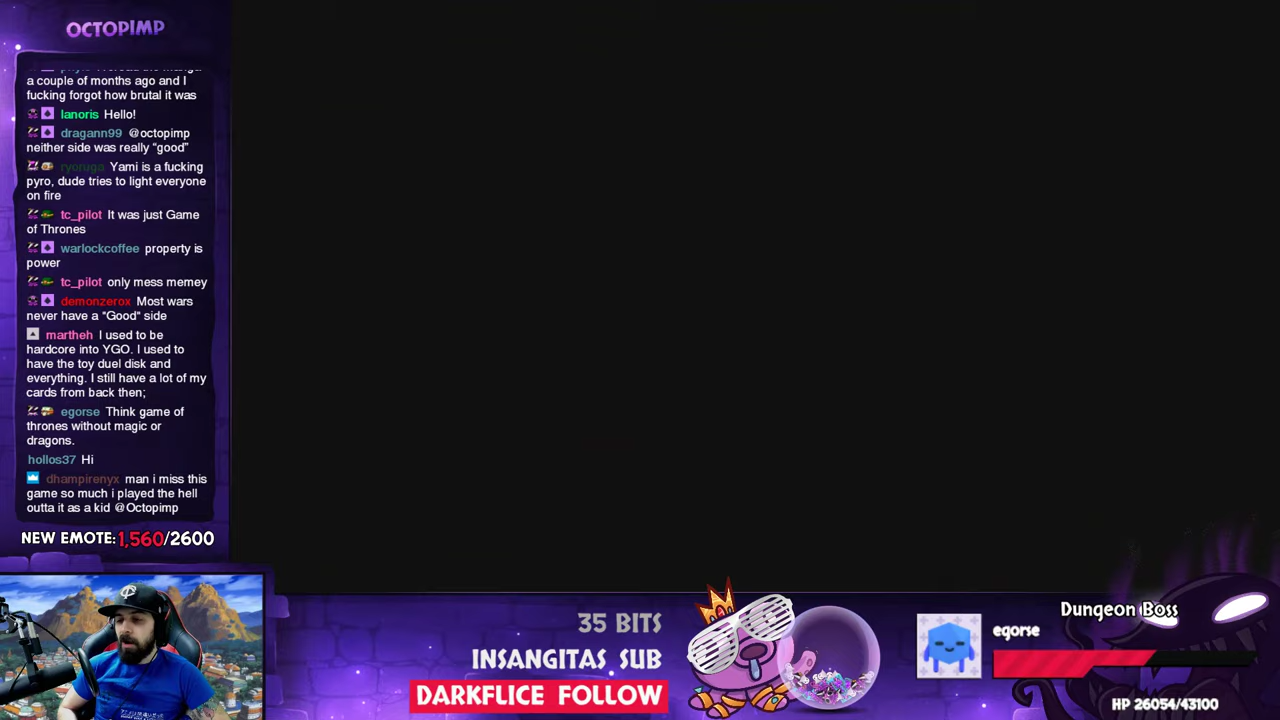 OCTOPIMP
a couple of months ago and I
fucking forgot how brutal it was
lanoris Hello!
dragann99 @octopimp
neither side was really "good"
ryoruga Yami is a fucking
pyro, dude tries to light everyone
on fire
tc_pilot It was just Game
of Thrones
warlockcoffee property is
power
tc_pilot only mess memey
demonzerox Most wars
never have a "Good" side
martheh I used to be
hardcore into YGO. I used to
have the toy duel disk and
everything. I still have a lot of my
cards from back then;
egorse Think game of
thrones without magic or
dragons.
hollos37 Hi
dhampirenyx man i miss this
game so much i played the hell
outta it as a kid @Octopimp
NEW EMOTE: 1,560/2600
35 BITS
INSANGITAS_SUB
DARKFLICE FOLLOW
Dungeon Boss
egorse
HP 26054/43100